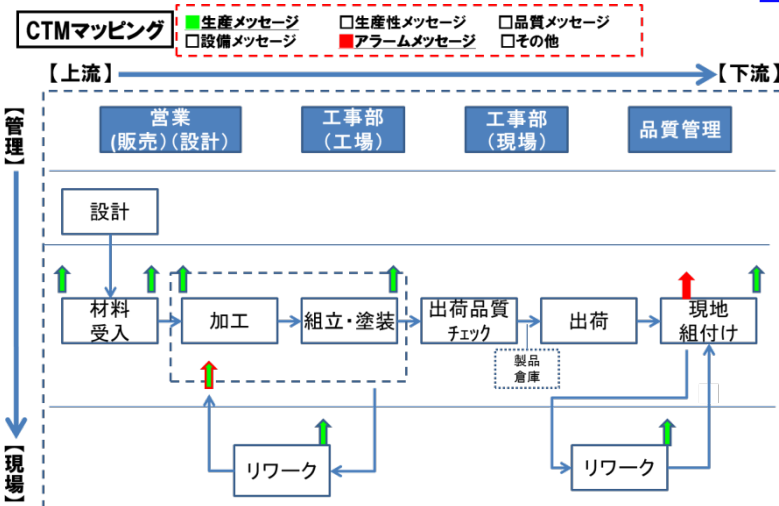 CTMマッピング
■生産メッセージ □生産性メッセージ □品質メッセージ
□設備メッセージ ■アラームメッセージ □その他
【上流】 【下流】
【管理】
営業
(販売)(設計)
工事部
(工場)
工事部
(現場)
品質管理
設計
材料
受入
加工
組立・塗装
出荷品質
チェック
出荷
現地
組付け
製品
倉庫
リワーク
リワーク
【現場】